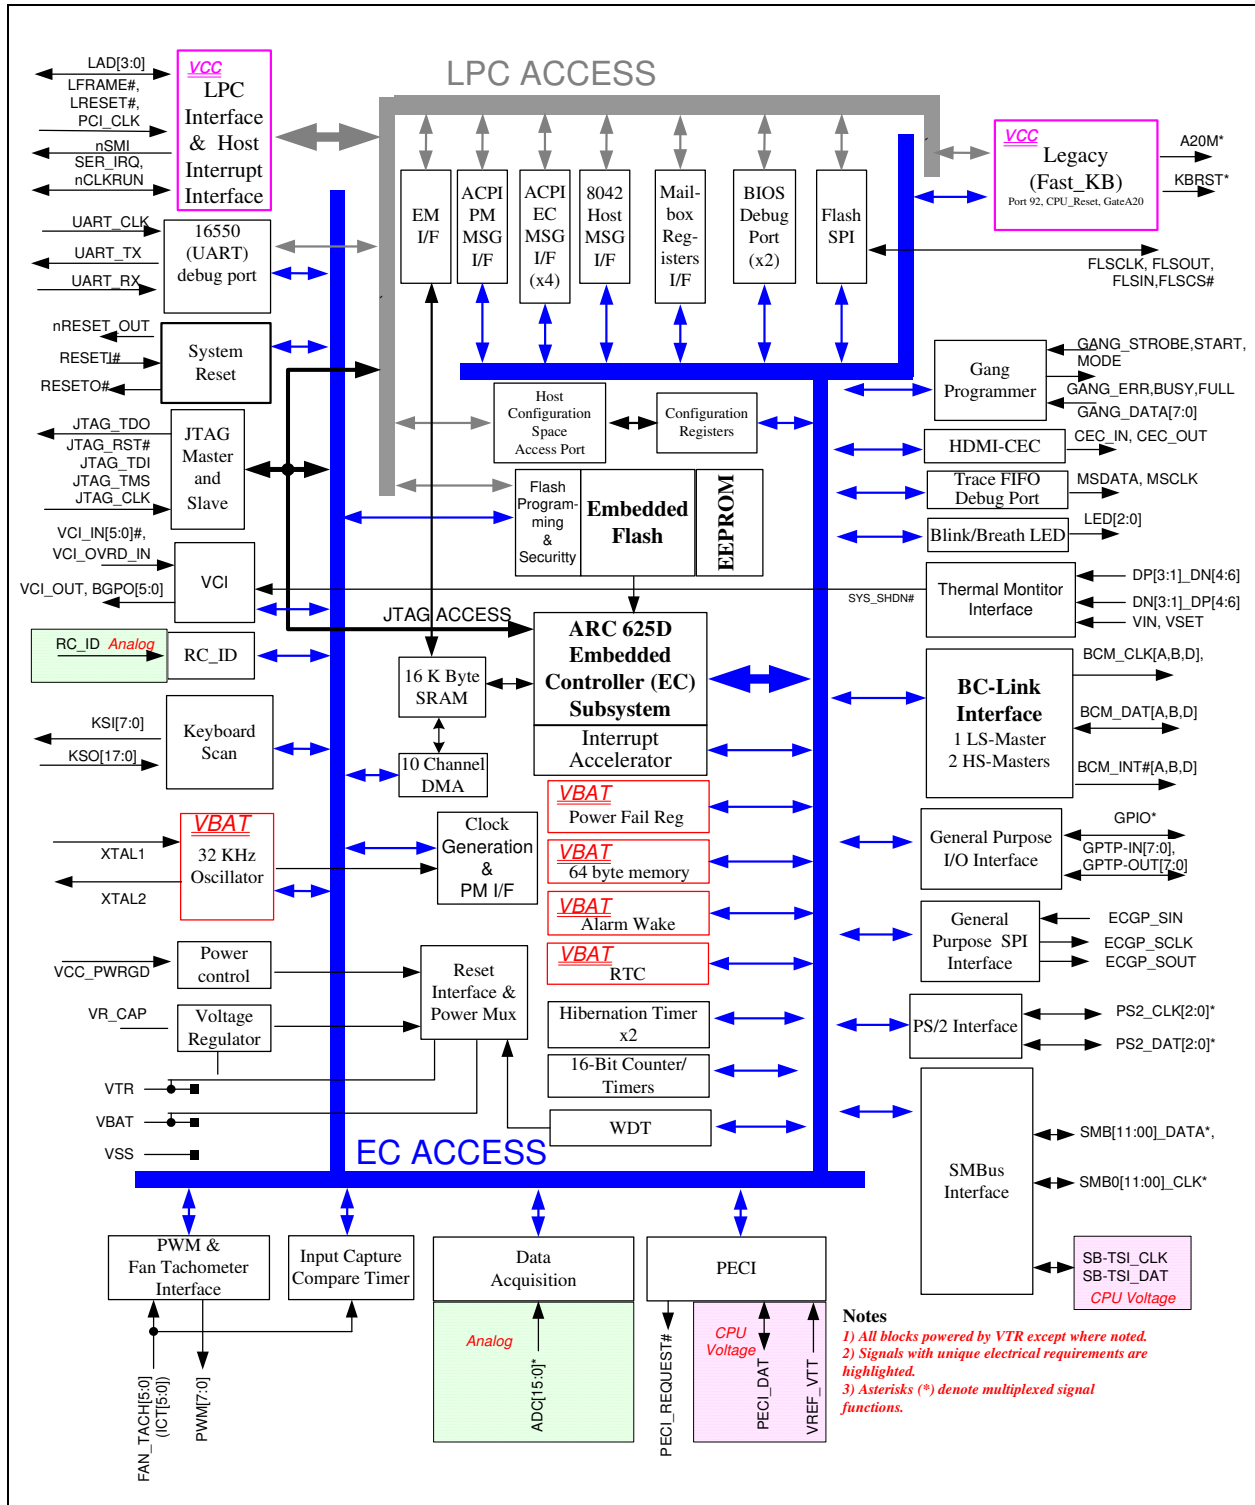 LPC ACCESS
LAD[3:0]
LFRAME#,
LRESET#,
PCI_CLK
nSMI
SER_IRQ,
nCLKRUN
VCC
LPC
Interface
& Host
Interrupt
Interface
UART_CLK
UART_TX
UART_RX
16550
(UART)
debug port
nRESET_OUT
RESETI#
RESETO#
System
Reset
JTAG_TDO
JTAG_RST#
JTAG_TDI
JTAG_TMS
JTAG_CLK
JTAG
Master
and
Slave
VCI_IN[5:0]#,
VCI_OVRD_IN
VCI_OUT, BGPO[5:0]
VCI
RC_ID Analog
RC_ID
KSI[7:0]
KSO[17:0]
Keyboard
Scan
XTAL1
XTAL2
VBAT
32 KHz
Oscillator
VCC_PWRGD
Power
control
VR_CAP
Voltage
Regulator
VTR
VBAT
VSS
EM
I/F
ACPI
PM
MSG
I/F
ACPI
EC
MSG
I/F
(x4)
8042
Host
MSG
I/F
Mail-
box
Reg-
isters
I/F
BIOS
Debug
Port
(x2)
Flash
SPI
VCC
Legacy
(Fast_KB)
Port 92, CPU_Reset, GateA20
A20M*
KBRST*
FLSCLK, FLSOUT,
FLSIN,FLSCS#
Host
Configuration
Space
Access Port
Configuration
Registers
Flash
Progra-
mming
&
Securitty
Embedded
Flash
EEPROM
JTAG ACCESS
SYS_SHDN#
ARC 625D
Embedded
Controller (EC)
Subsystem
Interrupt
Accelerator
16 K Byte
SRAM
10 Channel
DMA
Clock
Generation
&
PM I/F
VBAT
Power Fail Reg
VBAT
64 byte memory
VBAT
Alarm Wake
VBAT
RTC
Reset
Interface &
Power Mux
Hibernation Timer
x2
16-Bit Counter/
Timers
WDT
EC ACCESS
Gang
Programmer
GANG_STROBE,START,
MODE
GANG_ERR,BUSY,FULL
GANG_DATA[7:0]
HDMI-CEC
CEC_IN, CEC_OUT
Trace FIFO
Debug Port
MSDATA, MSCLK
Blink/Breath LED
LED[2:0]
Thermal Montitor
Interface
DP[3:1]_DN[4:6]
DN[3:1]_DP[4:6]
VIN, VSET
BC-Link
Interface
1 LS-Master
2 HS-Masters
BCM_CLK[A,B,D],
BCM_DAT[A,B,D]
BCM_INT#[A,B,D]
General Purpose
I/O Interface
GPIO*
GPTP-IN[7:0],
GPTP-OUT[7:0]
General
Purpose SPI
Interface
ECGP_SIN
ECGP_SCLK
ECGP_SOUT
PS/2 Interface
PS2_CLK[2:0]*
PS2_DAT[2:0]*
SMBus
Interface
SMB[11:00]_DATA*,
SMB0[11:00]_CLK*
SB-TSI_CLK
SB-TSI_DAT
CPU Voltage
PWM &
Fan Tachometer
Interface
FAN_TACH[5:0]
(ICT[5:0])
PWM[7:0]
Input Capture
Compare Timer
Data
Acquisition
Analog
ADC[15:0]*
PECI
PECI_REQUEST#
CPU
Voltage
PECI_DAT
VREF_VTT
Notes
1) All blocks powered by VTR except where noted.
2) Signals with unique electrical requirements are
highlighted.
3) Asterisks (*) denote multiplexed signal
functions.